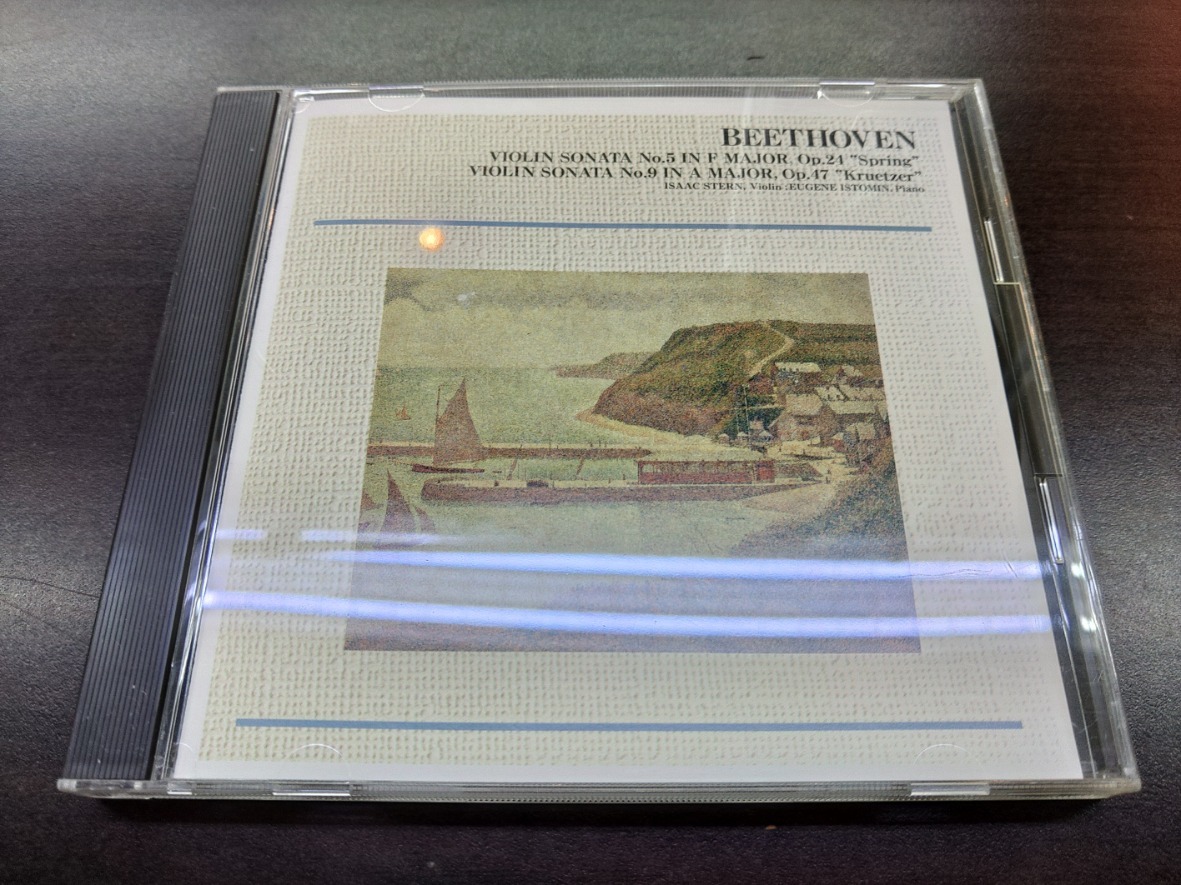 BEETHOVEN
VIOLIN SONATA No.5 IN F MAJOR, Op.24 "Spring"
VIOLIN SONATA No.9 IN A MAJOR, Op.47 "Kruetzer"
ISAAC STERN, Violin ; EUGENE ISTOMIN, Piano